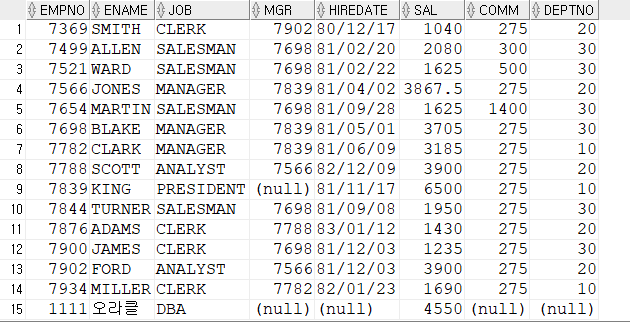 EMPNO ENAME JOB MGR HIREDATE SAL COMM DEPTNO
1 7369 SMITH CLERK 7902 80/12/17 1040 275 20
2 7499 ALLEN SALESMAN 7698 81/02/20 2080 300 30
3 7521 WARD SALESMAN 7698 81/02/22 1625 500 30
4 7566 JONES MANAGER 7839 81/04/02 3867.5 275 20
5 7654 MARTIN SALESMAN 7698 81/09/28 1625 1400 30
6 7698 BLAKE MANAGER 7839 81/05/01 3705 275 30
7 7782 CLARK MANAGER 7839 81/06/09 3185 275 10
8 7788 SCOTT ANALYST 7566 82/12/09 3900 275 20
9 7839 KING PRESIDENT (null) 81/11/17 6500 275 10
10 7844 TURNER SALESMAN 7698 81/09/08 1950 275 30
11 7876 ADAMS CLERK 7788 83/01/12 1430 275 20
12 7900 JAMES CLERK 7698 81/12/03 1235 275 30
13 7902 FORD ANALYST 7566 81/12/03 3900 275 20
14 7934 MILLER CLERK 7782 82/01/23 1690 275 10
15 1111 오라클 DBA (null) (null) 4550 (null) (null)